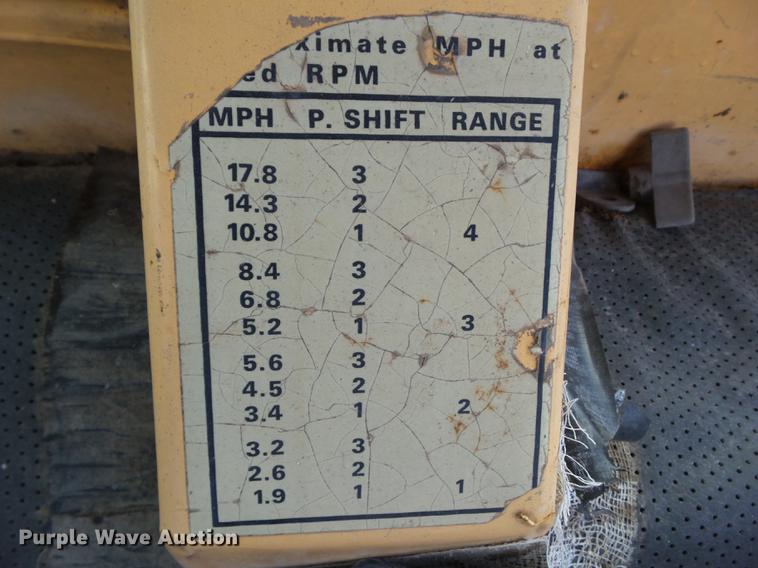 ximate MPH at
ed RPM
MPH P. SHIFT RANGE
17.8 3
14.3 2
10.8 1 4
8.4 3
6.8 2
5.2 1 3
5.6 3
4.5 2
3.4 1 2
3.2 3
2.6 2
1.9 1 1
Purple Wave Auction